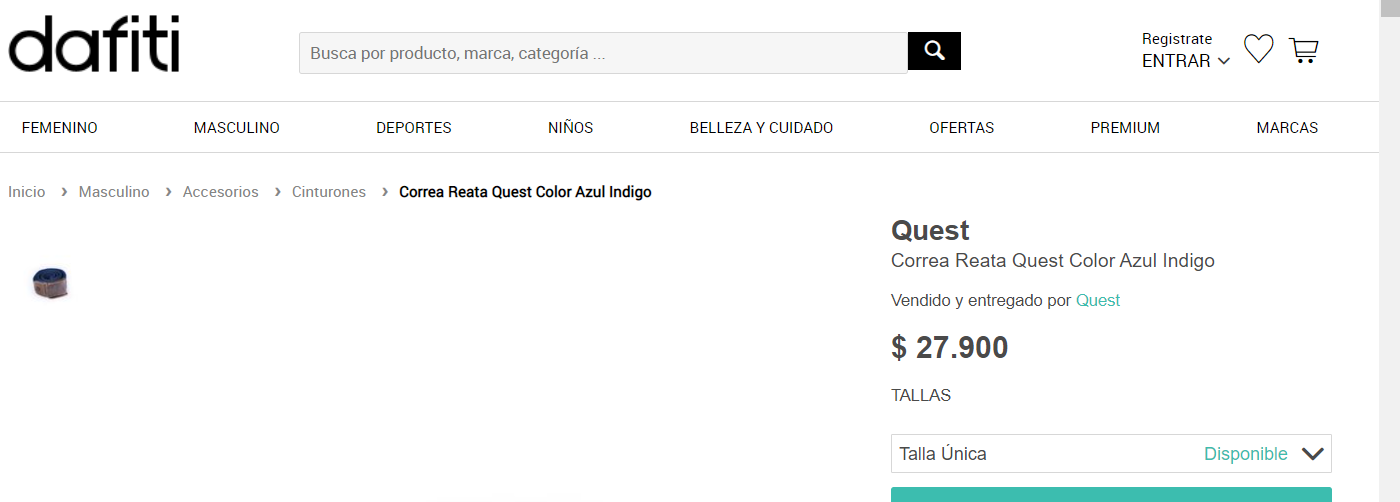 dafiti
Busca por producto, marca, categoría ...
Registrate
ENTRAR
FEMENINO MASCULINO DEPORTES NIÑOS BELLEZA Y CUIDADO OFERTAS PREMIUM MARCAS
Inicio › Masculino › Accesorios › Cinturones › Correa Reata Quest Color Azul Indigo
Quest
Correa Reata Quest Color Azul Indigo
Vendido y entregado por Quest
$ 27.900
TALLAS
Talla Única Disponible